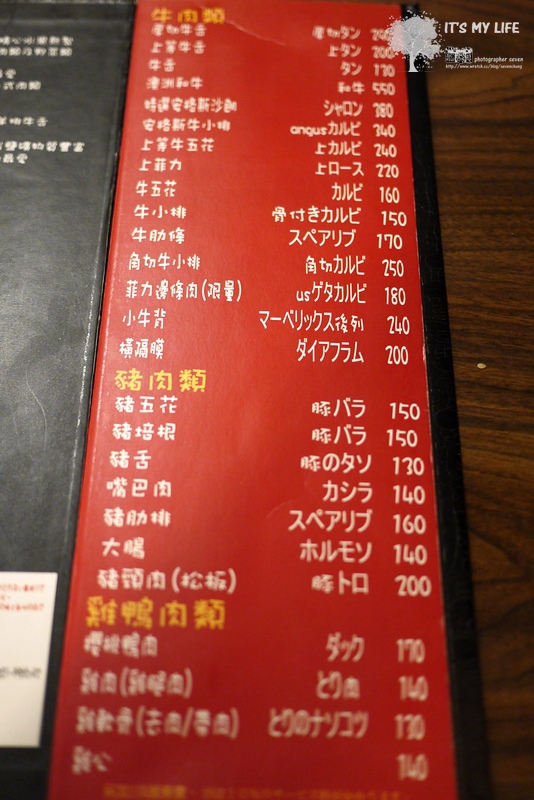 IT'S MY LIFE
photographer seven
牛肉類
厚切牛舌 厚切タン
上等牛舌 上タン 200
牛舌 タン 130
澳洲和牛 和牛 550
特選安格斯沙朗 シャロン 380
安格斯牛小排 angusカルビ 340
上等牛五花 上カルビ 240
上菲力 上ロース 220
牛五花 カルビ 160
牛小排 骨付きカルビ 150
牛肋條 スペアリブ 170
角切牛小排 角切カルビ 250
菲力邊條肉(限量) usゲタカルビ 180
小牛背 マーベリックス後列 240
橫隔膜 ダイアフラム 200
豬肉類
豬五花 豚バラ 150
豬培根 豚バラ 150
豬舌 豚のタソ 130
嘴巴肉 カシラ 140
豬肋排 スペアリブ 160
大腸 ホルモソ 140
豬頸肉(松板) 豚トロ 200
雞鴨肉類
櫻桃鴨肉 ダック 170
雞肉(雞腿肉) とり肉 140
雞軟骨(去肉/帶肉) とりのナソコツ 130
雞心 140